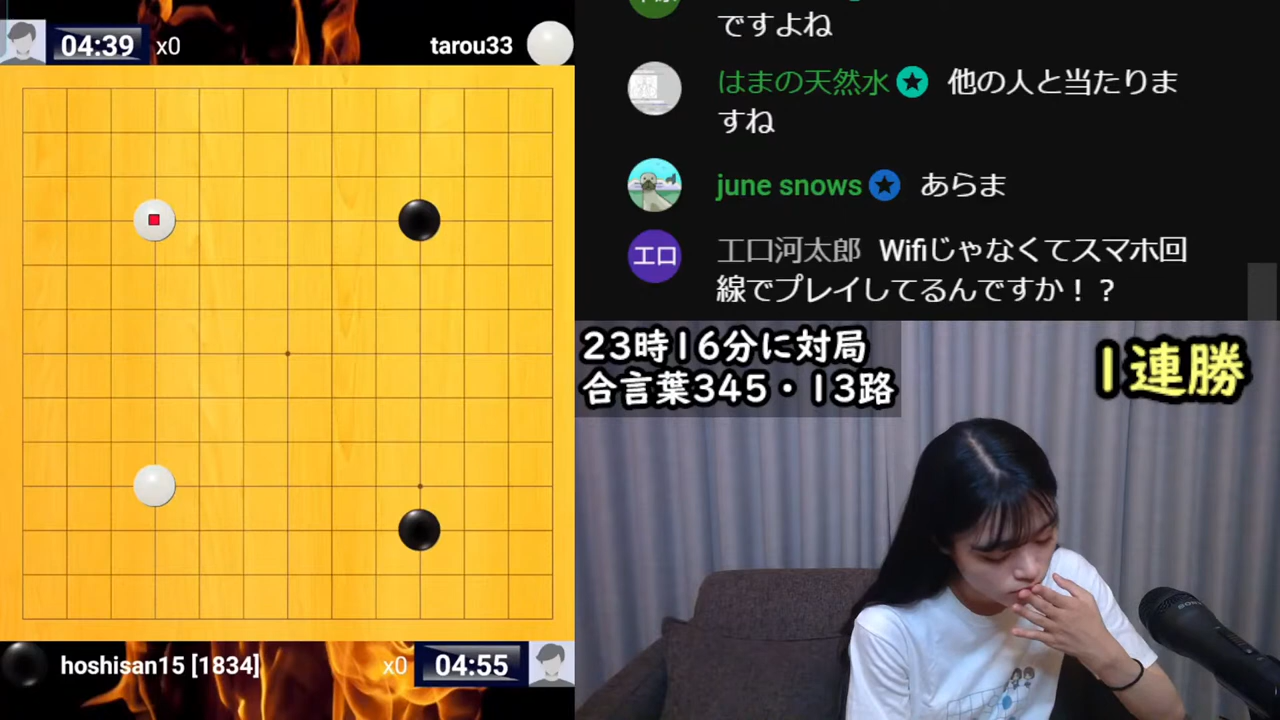 04:39
x0
tarou33
ですよね
はまの天然水 他の人と当たりま
すね
june snows あらま
エロ
エロ河太郎 Wifiじゃなくてスマホ回
線でプレイしてるんですか！？
23時16分に対局
合言葉345・13路
1連勝
SONY
hoshisan15 [1834]
x0
04:55